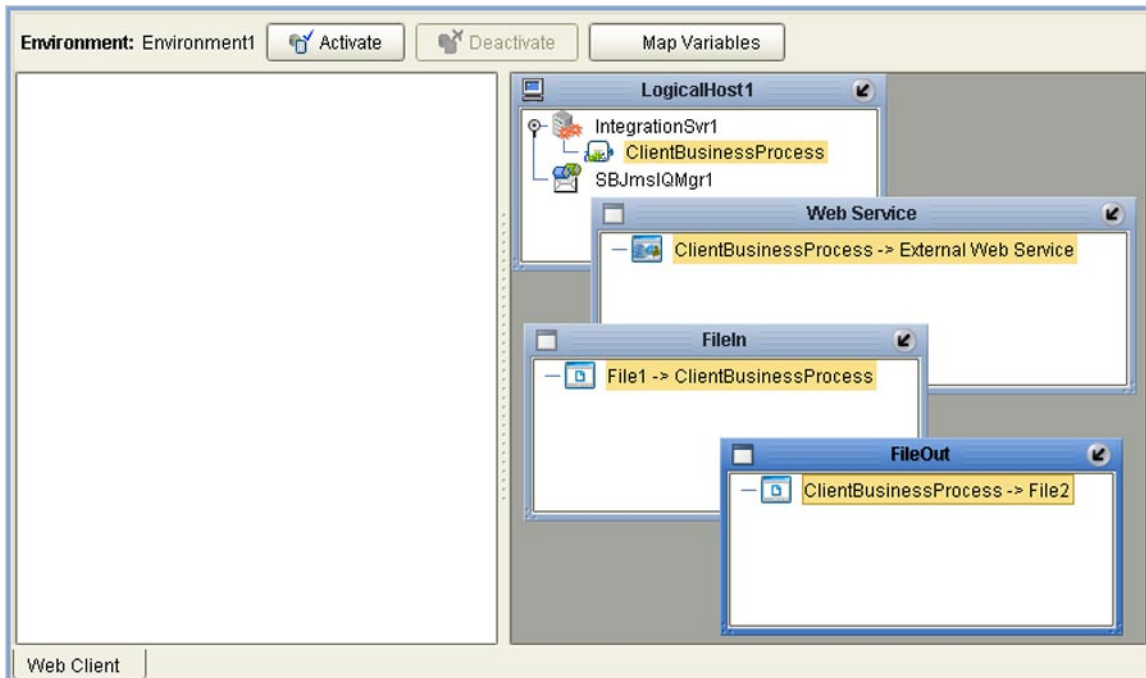 Environment: Environment1 Activate Deactivate Map Variables
LogicalHost1
IntegrationSvr1
ClientBusinessProcess
SBJmsIQMgr1
Web Service
ClientBusinessProcess -> External Web Service
FileIn
File1 -> ClientBusinessProcess
FileOut
ClientBusinessProcess -> File2
Web Client